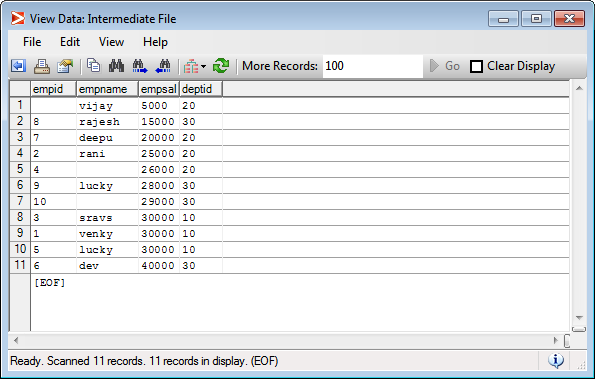 View Data: Intermediate File
File Edit View Help
More Records: 100 Go Clear Display
empid empname empsal deptid
1 vijay 5000 20
2 8 rajesh 15000 30
3 7 deepu 20000 20
4 2 rani 25000 20
5 4 26000 20
6 9 lucky 28000 30
7 10 29000 30
8 3 sravs 30000 10
9 1 venky 30000 10
10 5 lucky 30000 10
11 6 dev 40000 30
[EOF]
Ready. Scanned 11 records. 11 records in display. (EOF)